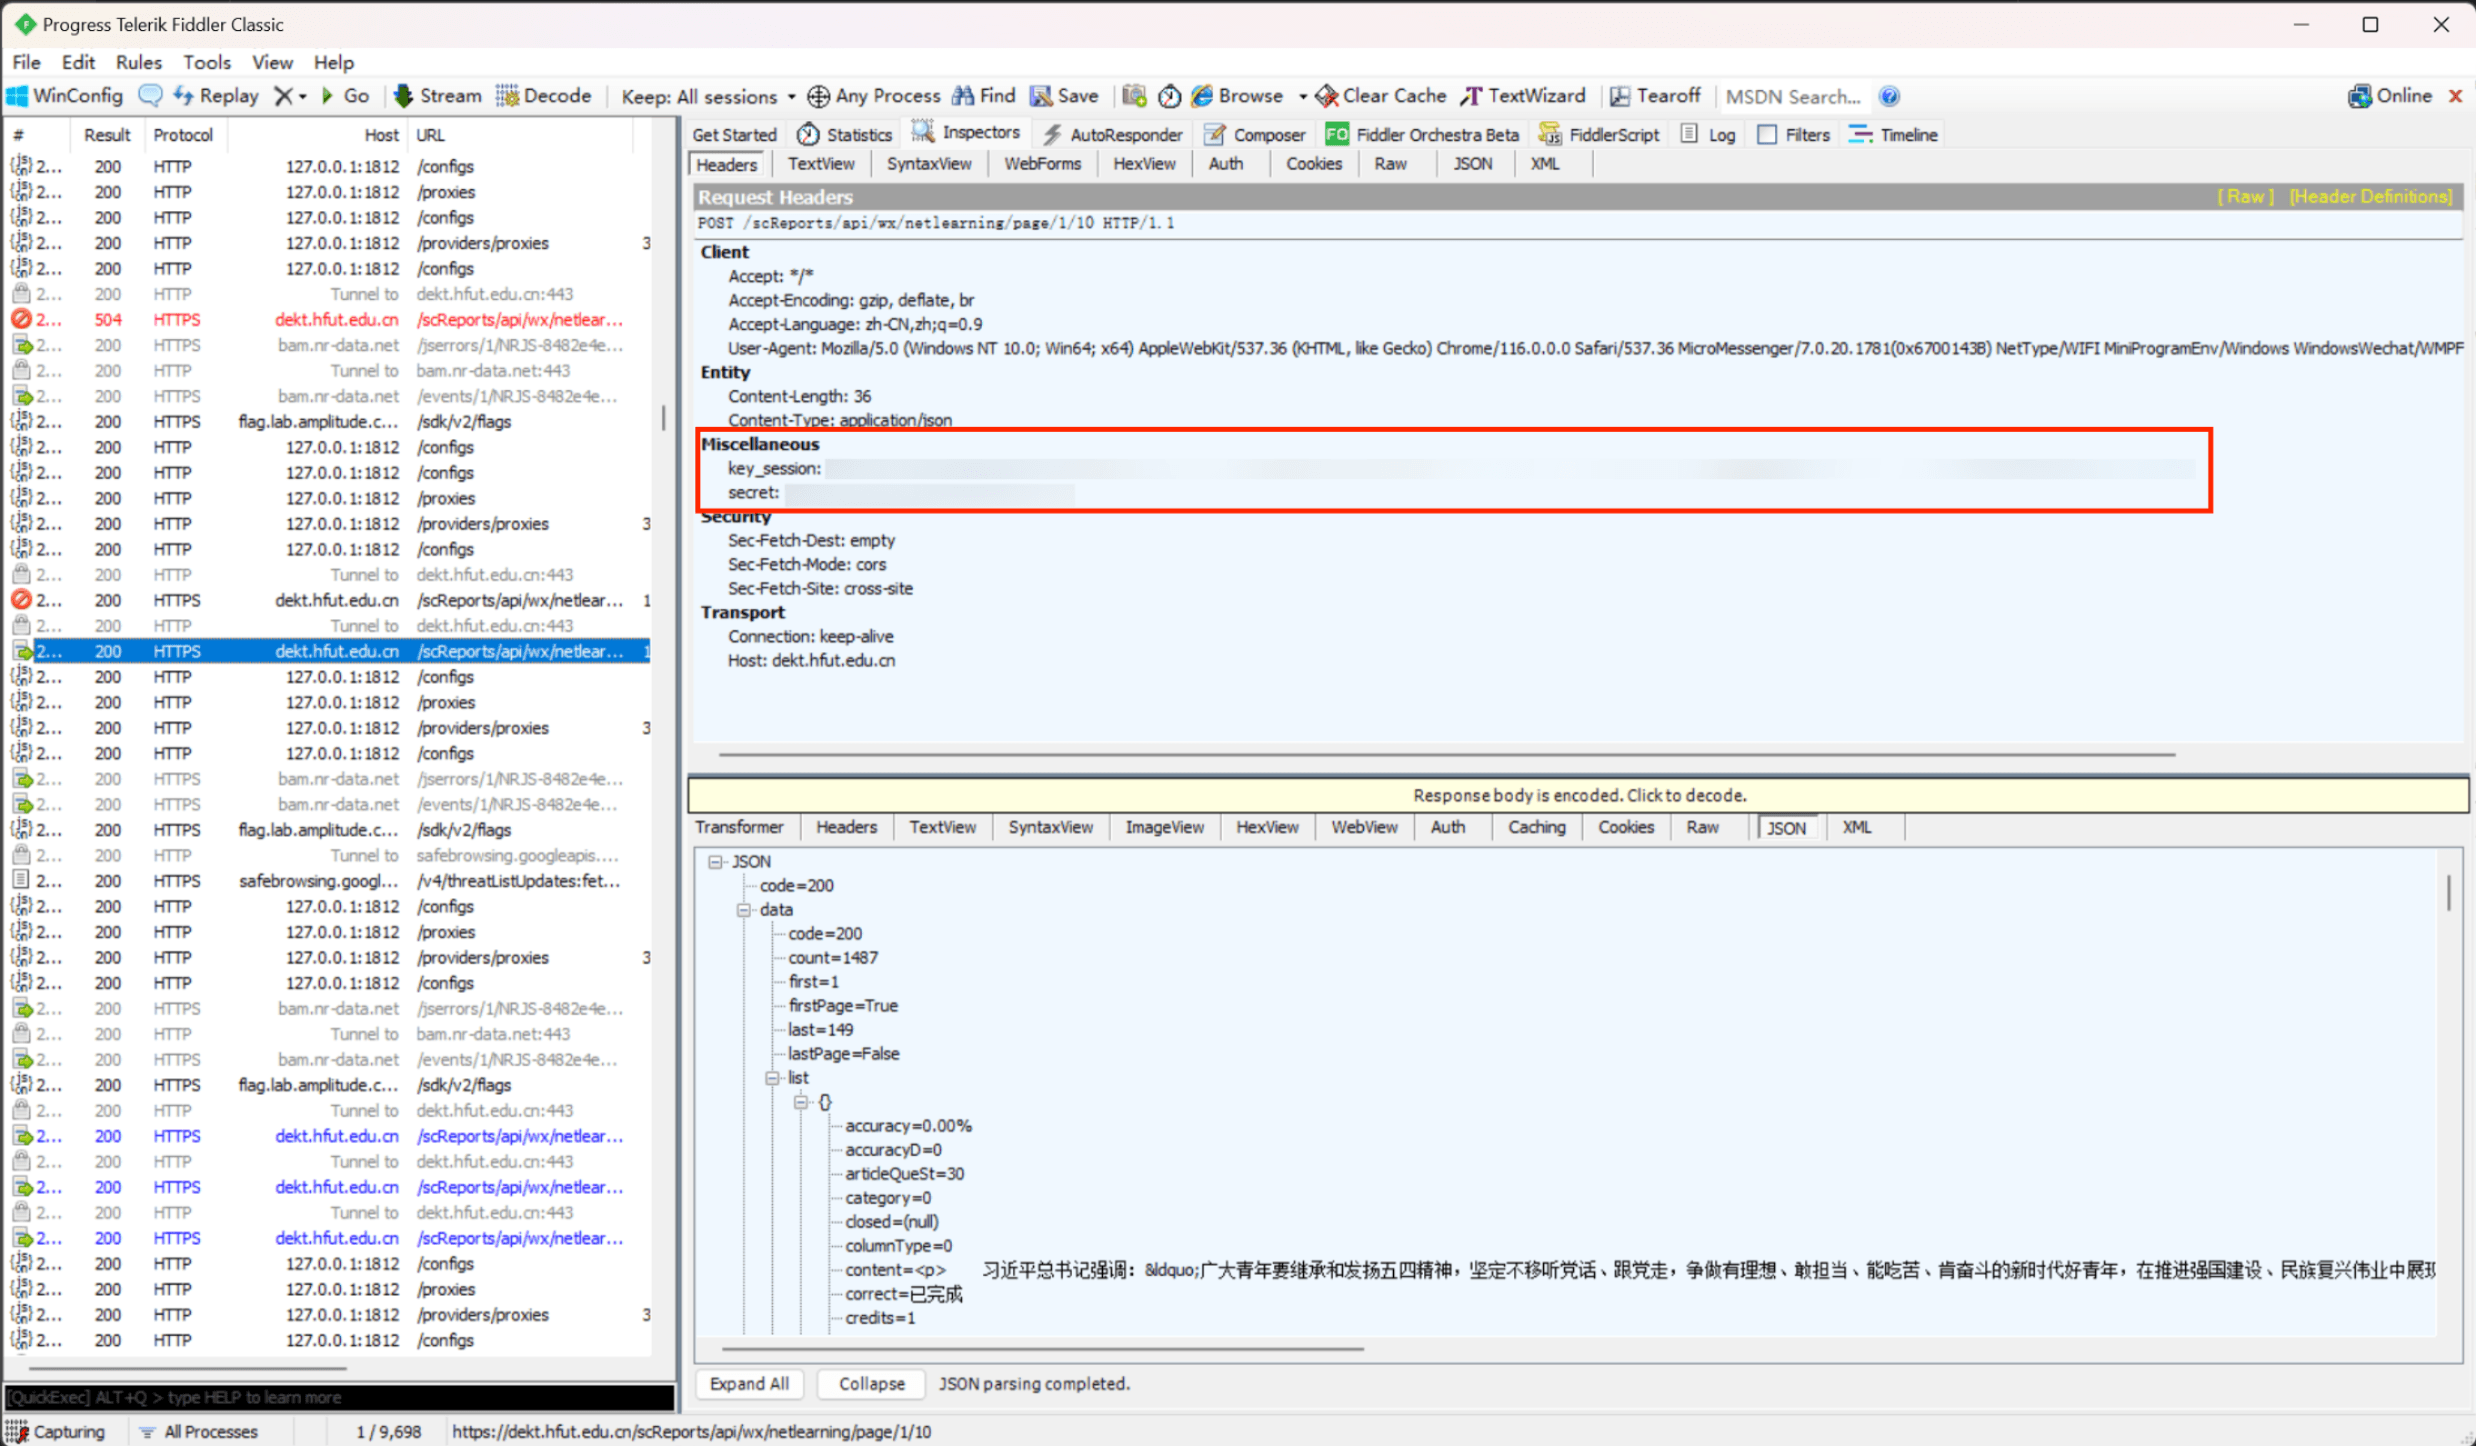 Progress Telerik Fiddler Classic
File Edit Rules Tools View Help
WinConfig Replay Go Stream Decode Keep: All sessions Any Process Find Save Browse Clear Cache TextWizard Tearoff MSDN Search... Online
# Result Protocol Host URL
2... 200 HTTP 127.0.0.1:1812 /configs
2... 200 HTTP 127.0.0.1:1812 /proxies
2... 200 HTTP 127.0.0.1:1812 /configs
2... 200 HTTP 127.0.0.1:1812 /providers/proxies 3
2... 200 HTTP 127.0.0.1:1812 /configs
2... 200 HTTP Tunnel to dekt.hfut.edu.cn:443
2... 504 HTTPS dekt.hfut.edu.cn /scReports/api/wx/netlear...
2... 200 HTTPS bam.nr-data.net /jserrors/1/NRJS-8482e4e...
2... 200 HTTP Tunnel to bam.nr-data.net:443
2... 200 HTTPS bam.nr-data.net /events/1/NRJS-8482e4e...
2... 200 HTTPS flag.lab.amplitude.c... /sdk/v2/flags
2... 200 HTTP 127.0.0.1:1812 /configs
2... 200 HTTP 127.0.0.1:1812 /configs
2... 200 HTTP 127.0.0.1:1812 /proxies
2... 200 HTTP 127.0.0.1:1812 /providers/proxies 3
2... 200 HTTP 127.0.0.1:1812 /configs
2... 200 HTTP Tunnel to dekt.hfut.edu.cn:443
2... 200 HTTPS dekt.hfut.edu.cn /scReports/api/wx/netlear... 1
2... 200 HTTP Tunnel to dekt.hfut.edu.cn:443
2... 200 HTTPS dekt.hfut.edu.cn /scReports/api/wx/netlear... 1
2... 200 HTTP 127.0.0.1:1812 /configs
2... 200 HTTP 127.0.0.1:1812 /proxies
2... 200 HTTP 127.0.0.1:1812 /providers/proxies 3
2... 200 HTTP 127.0.0.1:1812 /configs
2... 200 HTTPS bam.nr-data.net /jserrors/1/NRJS-8482e4e...
2... 200 HTTPS bam.nr-data.net /events/1/NRJS-8482e4e...
2... 200 HTTPS flag.lab.amplitude.c... /sdk/v2/flags
2... 200 HTTP Tunnel to safebrowsing.googleapis....
2... 200 HTTPS safebrowsing.googl... /v4/threatListUpdates:fet...
2... 200 HTTP 127.0.0.1:1812 /configs
2... 200 HTTP 127.0.0.1:1812 /proxies
2... 200 HTTP 127.0.0.1:1812 /providers/proxies 3
2... 200 HTTP 127.0.0.1:1812 /configs
2... 200 HTTPS bam.nr-data.net /jserrors/1/NRJS-8482e4e...
2... 200 HTTP Tunnel to bam.nr-data.net:443
2... 200 HTTPS bam.nr-data.net /events/1/NRJS-8482e4e...
2... 200 HTTPS flag.lab.amplitude.c... /sdk/v2/flags
2... 200 HTTP Tunnel to dekt.hfut.edu.cn:443
2... 200 HTTPS dekt.hfut.edu.cn /scReports/api/wx/netlear...
2... 200 HTTP Tunnel to dekt.hfut.edu.cn:443
2... 200 HTTPS dekt.hfut.edu.cn /scReports/api/wx/netlear...
2... 200 HTTP Tunnel to dekt.hfut.edu.cn:443
2... 200 HTTPS dekt.hfut.edu.cn /scReports/api/wx/netlear...
2... 200 HTTP 127.0.0.1:1812 /configs
2... 200 HTTP 127.0.0.1:1812 /proxies
2... 200 HTTP 127.0.0.1:1812 /providers/proxies 3
2... 200 HTTP 127.0.0.1:1812 /configs
[QuickExec] ALT+Q > type HELP to learn more
Get Started Statistics Inspectors AutoResponder Composer FO Fiddler Orchestra Beta FiddlerScript Log Filters Timeline
Headers TextView SyntaxView WebForms HexView Auth Cookies Raw JSON XML
Request Headers [ Raw ] [Header Definitions]
POST /scReports/api/wx/netlearning/page/1/10 HTTP/1.1
Client
Accept: */*
Accept-Encoding: gzip, deflate, br
Accept-Language: zh-CN,zh;q=0.9
User-Agent: Mozilla/5.0 (Windows NT 10.0; Win64; x64) AppleWebKit/537.36 (KHTML, like Gecko) Chrome/116.0.0.0 Safari/537.36 MicroMessenger/7.0.20.1781(0x6700143B) NetType/WIFI MiniProgramEnv/Windows WindowsWechat/WMPF
Entity
Content-Length: 36
Content-Type: application/json
Miscellaneous
key_session:
secret:
Security
Sec-Fetch-Dest: empty
Sec-Fetch-Mode: cors
Sec-Fetch-Site: cross-site
Transport
Connection: keep-alive
Host: dekt.hfut.edu.cn
Response body is encoded. Click to decode.
Transformer Headers TextView SyntaxView ImageView HexView WebView Auth Caching Cookies Raw JSON XML
JSON
code=200
data
code=200
count=1487
first=1
firstPage=True
last=149
lastPage=False
list
{}
accuracy=0.00%
accuracyD=0
articleQueSt=30
category=0
closed=(null)
columnType=0
content=<p> 习近平总书记强调：&ldquo;广大青年要继承和发扬五四精神，坚定不移听党话、跟党走，争做有理想、敢担当、能吃苦、肯奋斗的新时代好青年，在推进强国建设、民族复兴伟业中展现
correct=已完成
credits=1
Expand All Collapse JSON parsing completed.
Capturing All Processes 1 / 9,698 https://dekt.hfut.edu.cn/scReports/api/wx/netlearning/page/1/10